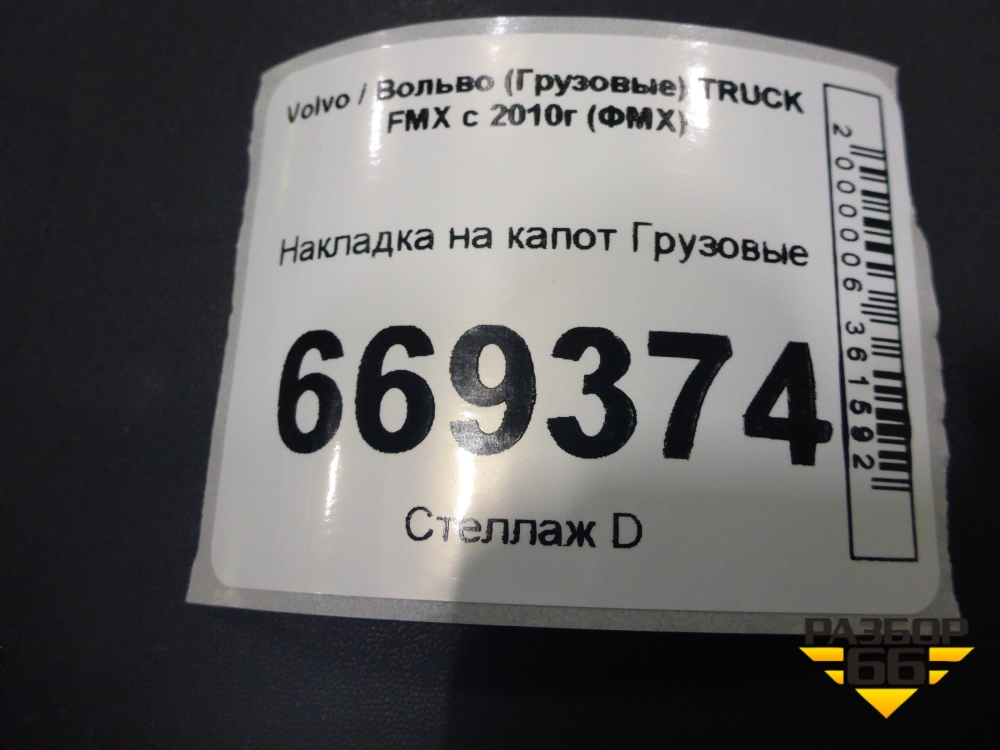 Volvo / Вольво (Грузовые) TRUCK
FMX с 2010г (ФМХ)
Накладка на капот Грузовые
669374
Стеллаж D
2000006361592
РАЗБОР
66